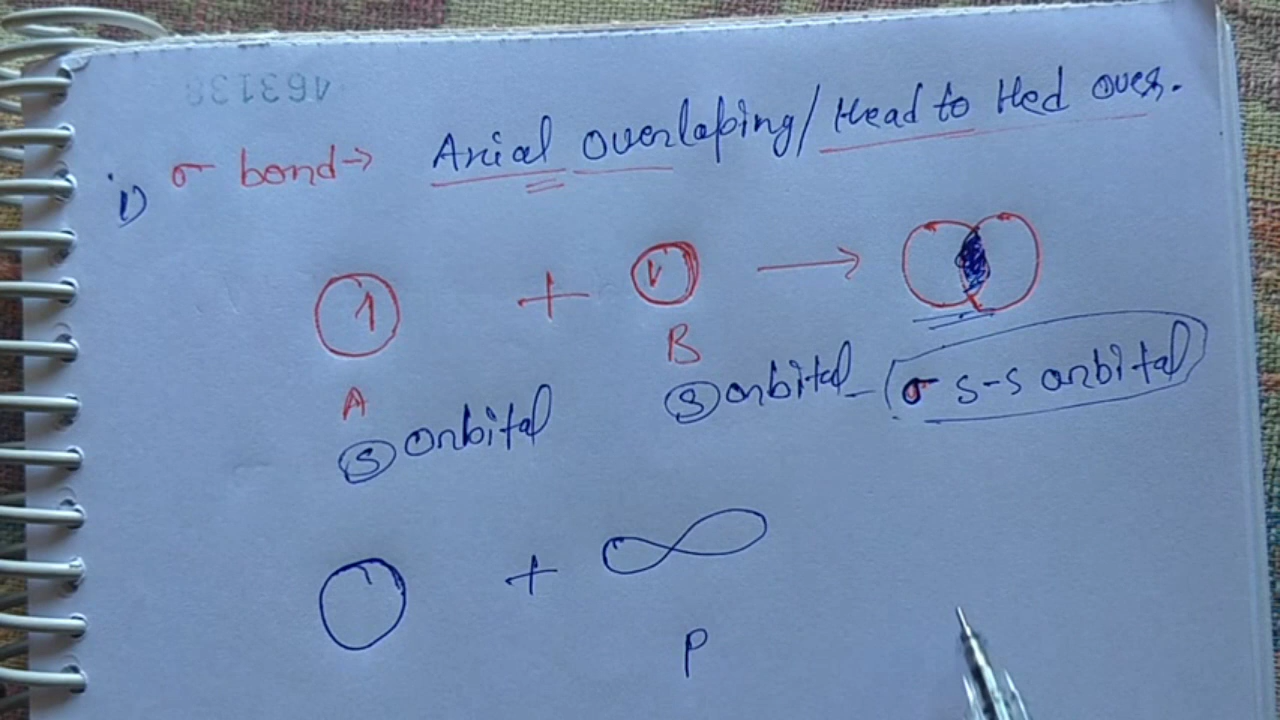 463138
i) σ bond→ Axial overlaping/Head to Hed over.
1 + 1 →
A B
s orbital s orbital - σ s-s orbital
+
P